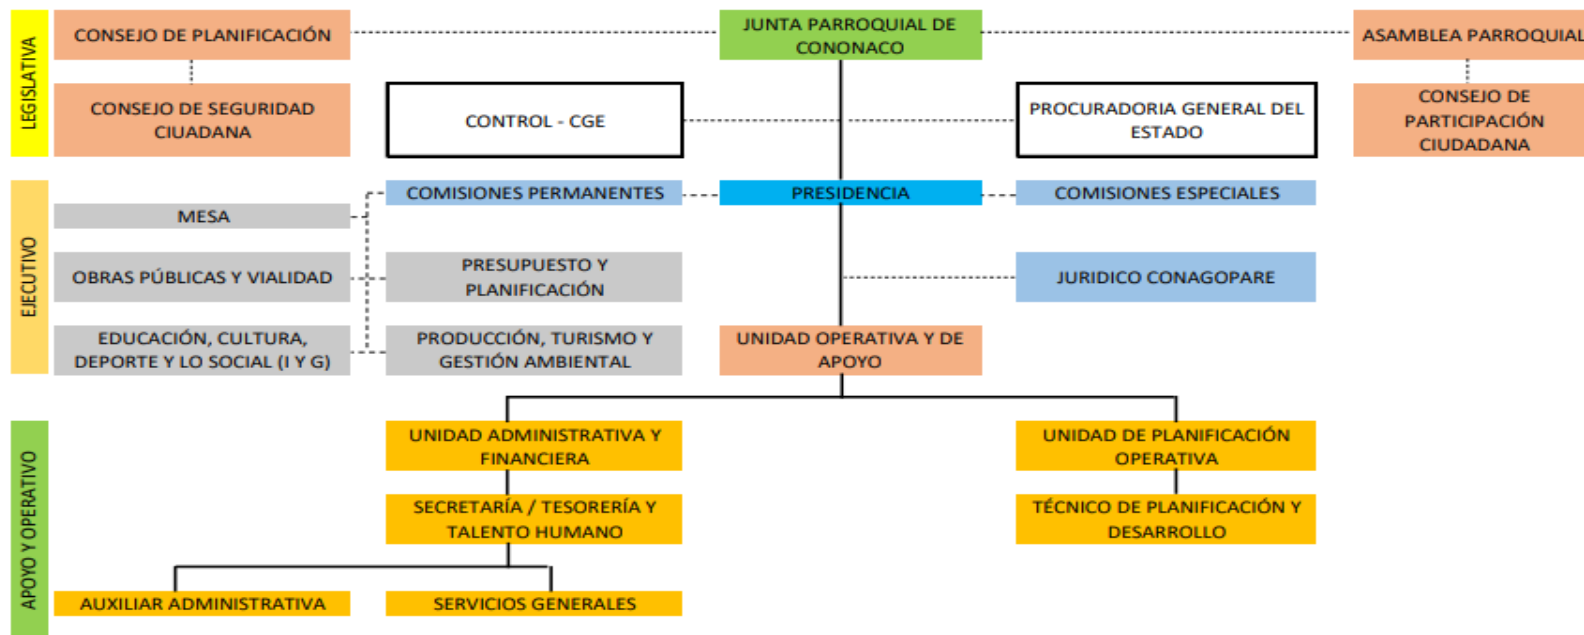 LEGISLATIVA
CONSEJO DE PLANIFICACIÓN
JUNTA PARROQUIAL DE
CONONACO
ASAMBLEA PARROQUIAL
CONSEJO DE SEGURIDAD
CIUADANA
CONTROL - CGE
PROCURADORIA GENERAL DEL
ESTADO
CONSEJO DE
PARTICIPACIÓN
CIUDADANA
EJECUTIVO
COMISIONES PERMANENTES
PRESIDENCIA
COMISIONES ESPECIALES
MESA
OBRAS PÚBLICAS Y VIALIDAD
PRESUPUESTO Y
PLANIFICACIÓN
JURIDICO CONAGOPARE
EDUCACIÓN, CULTURA,
DEPORTE Y LO SOCIAL (I Y G)
PRODUCCIÓN, TURISMO Y
GESTIÓN AMBIENTAL
UNIDAD OPERATIVA Y DE
APOYO
APOYO Y OPERATIVO
UNIDAD ADMINISTRATIVA Y
FINANCIERA
UNIDAD DE PLANIFICACIÓN
OPERATIVA
SECRETARÍA / TESORERÍA Y
TALENTO HUMANO
TÉCNICO DE PLANIFICACIÓN Y
DESARROLLO
AUXILIAR ADMINISTRATIVA
SERVICIOS GENERALES